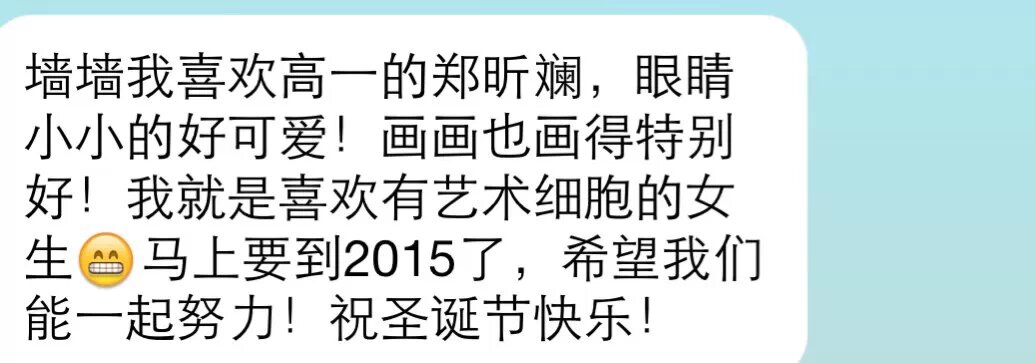 墙墙我喜欢高一的郑昕斓，眼睛
小小的好可爱！画画也画得特别
好！我就是喜欢有艺术细胞的女
生😁马上要到2015了，希望我们
能一起努力！祝圣诞节快乐！